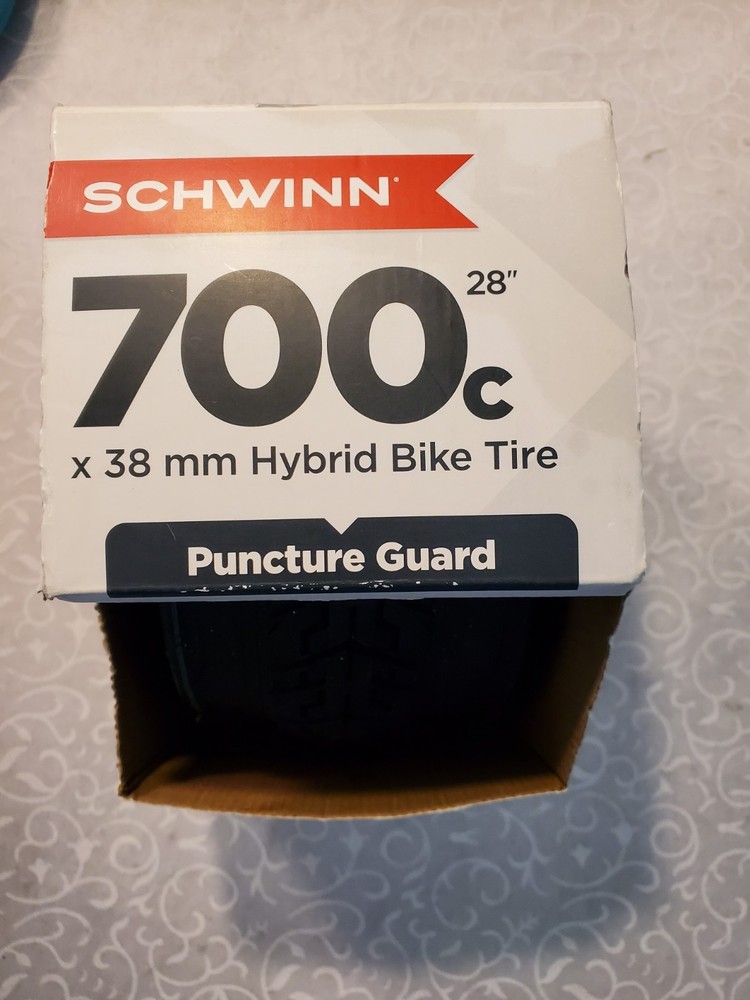 SCHWINN
28"
700c
x 38 mm Hybrid Bike Tire
Puncture Guard